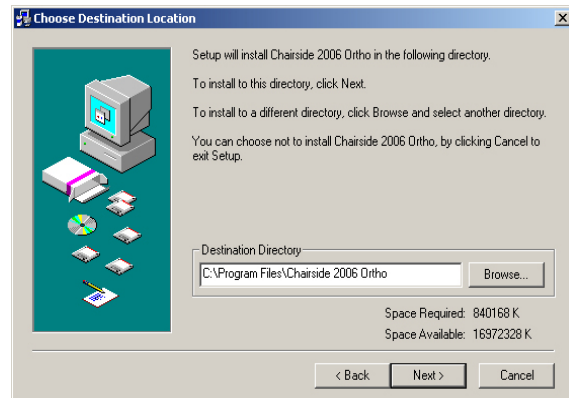 Choose Destination Location
Setup will install Chairside 2006 Ortho in the following directory.
To install to this directory, click Next.
To install to a different directory, click Browse and select another directory.
You can choose not to install Chairside 2006 Ortho, by clicking Cancel to
exit Setup.
Destination Directory
C:\Program Files\Chairside 2006 Ortho
Browse...
Space Required: 840168 K
Space Available: 16972328 K
< Back
Next >
Cancel